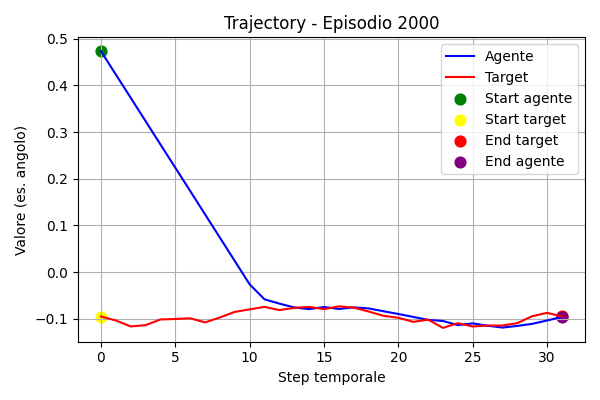 Trajectory - Episodio 2000
Valore (es. angolo)
0.5
0.4
0.3
0.2
0.1
0.0
−0.1
0
5
10
15
20
25
30
Step temporale
Agente
Target
Start agente
Start target
End target
End agente